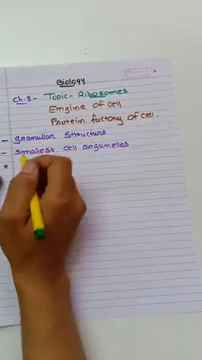 Biology
Ch-8- Topic- Ribosomes
Engine of cell
Protein factory of cell.
- granular structure
- smallest cell organelles